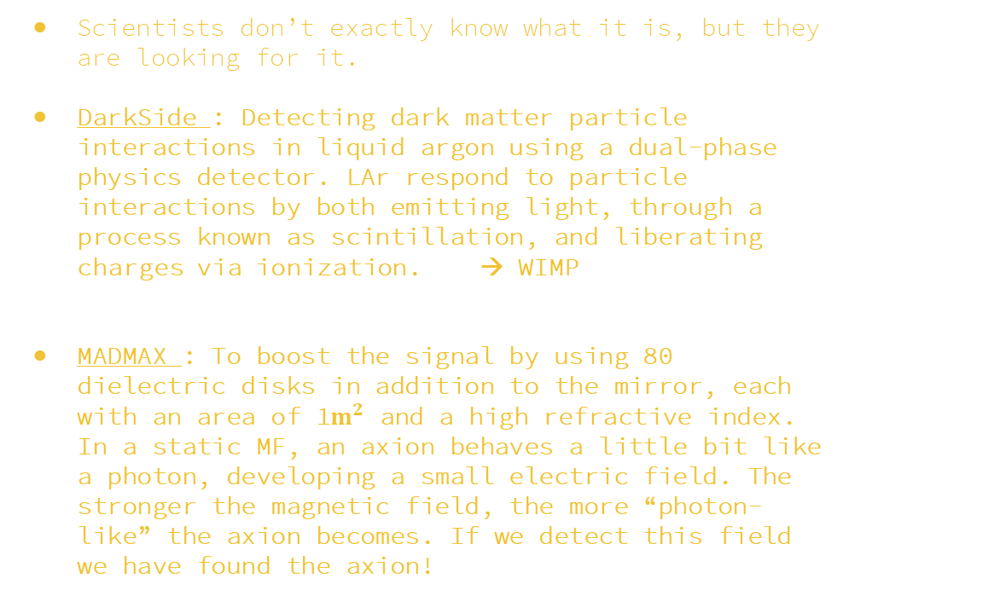 ● Scientists don’t exactly know what it is, but they
are looking for it.
● DarkSide : Detecting dark matter particle
interactions in liquid argon using a dual-phase
physics detector. LAr respond to particle
interactions by both emitting light, through a
process known as scintillation, and liberating
charges via ionization. → WIMP
● MADMAX : To boost the signal by using 80
dielectric disks in addition to the mirror, each
with an area of 1m² and a high refractive index.
In a static MF, an axion behaves a little bit like
a photon, developing a small electric field. The
stronger the magnetic field, the more “photon-
like” the axion becomes. If we detect this field
we have found the axion!